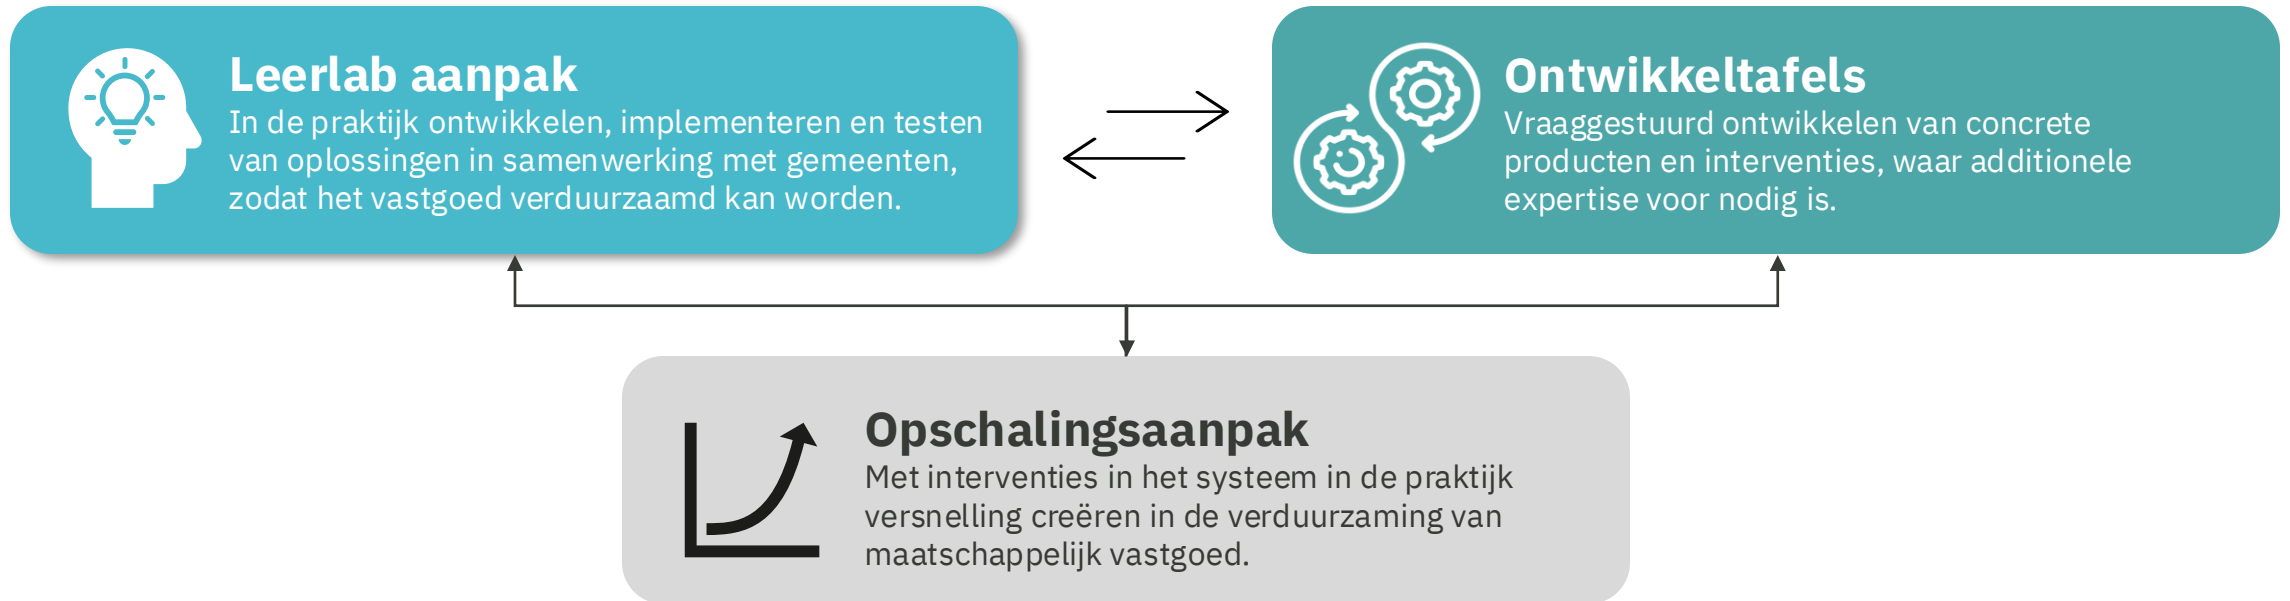 Leerlab aanpak
In de praktijk ontwikkelen, implementeren en testen
van oplossingen in samenwerking met gemeenten,
zodat het vastgoed verduurzaamd kan worden.
Ontwikkeltafels
Vraaggestuurd ontwikkelen van concrete
producten en interventies, waar additionele
expertise voor nodig is.
Opschalingsaanpak
Met interventies in het systeem in de praktijk
versnelling creëren in de verduurzaming van
maatschappelijk vastgoed.